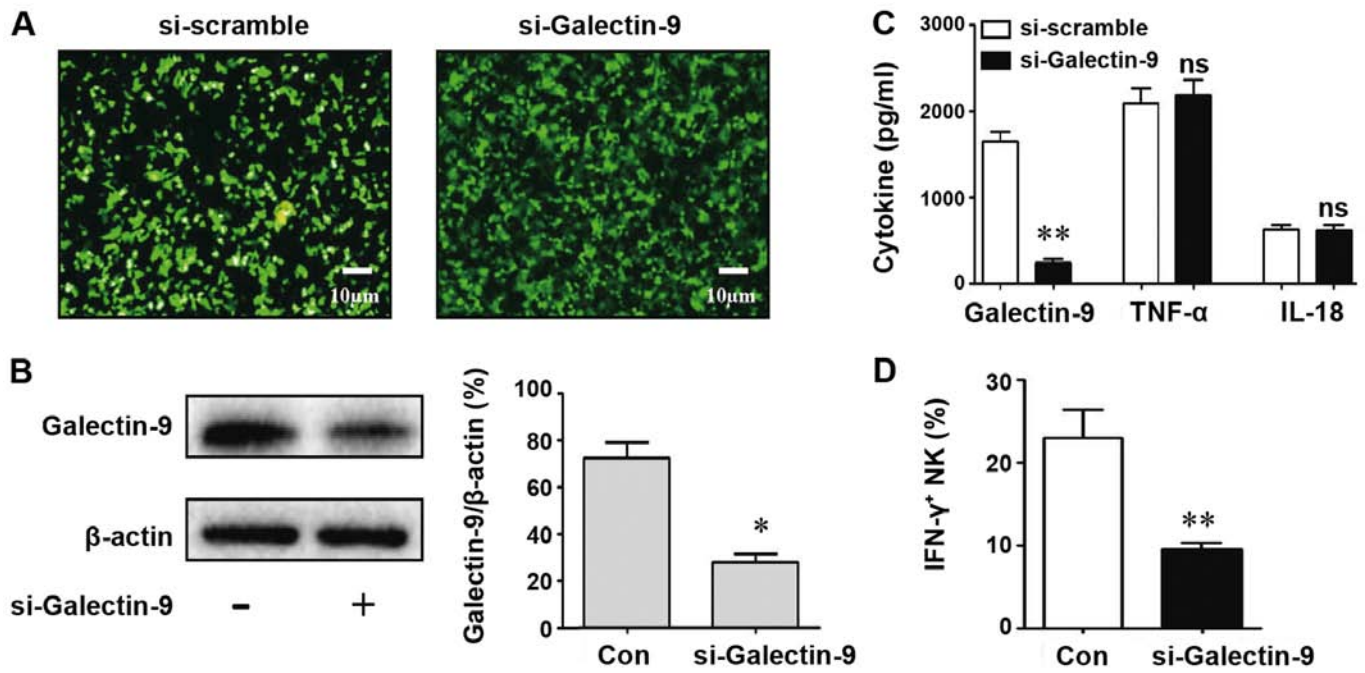 A
si-scramble
si-Galectin-9
10µm
10µm
B
Galectin-9
β-actin
si-Galectin-9
-
+
Galectin-9/β-actin (%)
100
80
60
40
20
0
*
Con
si-Galectin-9
C
Cytokine (pg/ml)
3000
2000
1000
0
si-scramble
si-Galectin-9
**
ns
ns
Galectin-9
TNF-α
IL-18
D
IFN-γ⁺ NK (%)
30
20
10
0
**
Con
si-Galectin-9